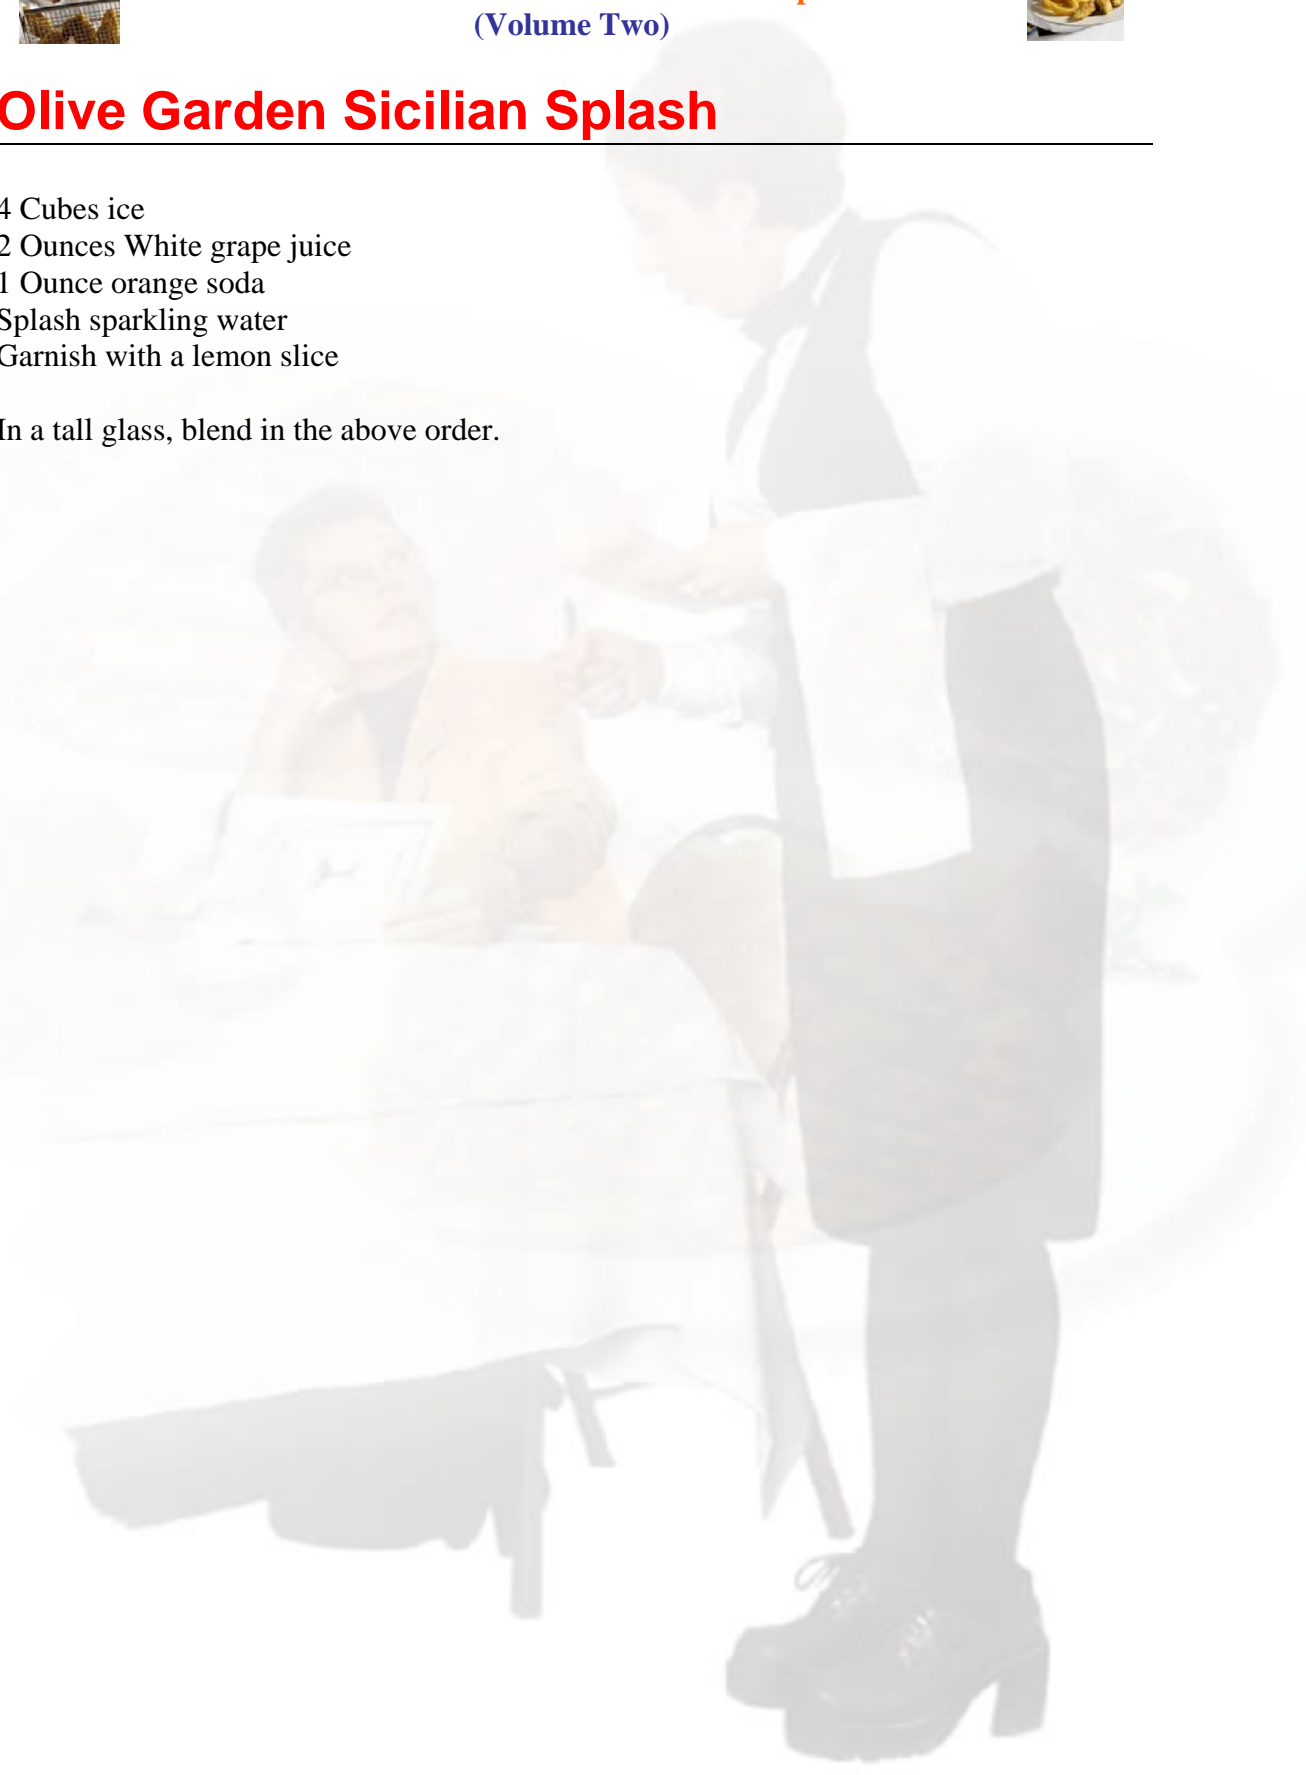 (Volume Two)
Olive Garden Sicilian Splash
4 Cubes ice
2 Ounces White grape juice
1 Ounce orange soda
Splash sparkling water
Garnish with a lemon slice
In a tall glass, blend in the above order.